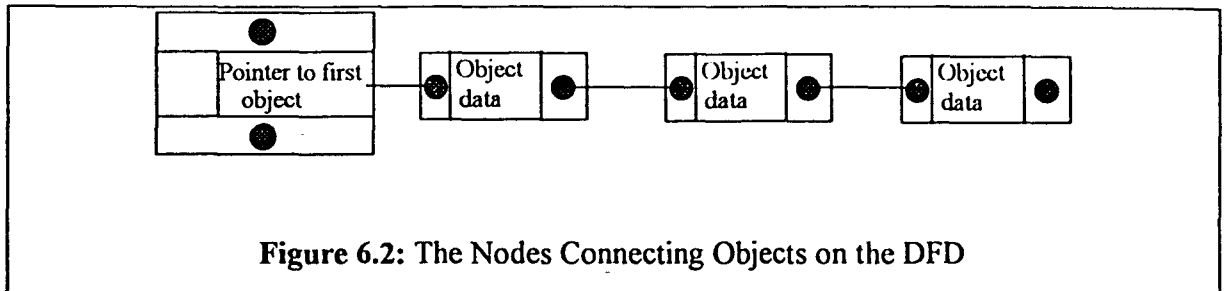 Pointer to first
object
Object
data
Object
data
Object
data
Figure 6.2: The Nodes Connecting Objects on the DFD